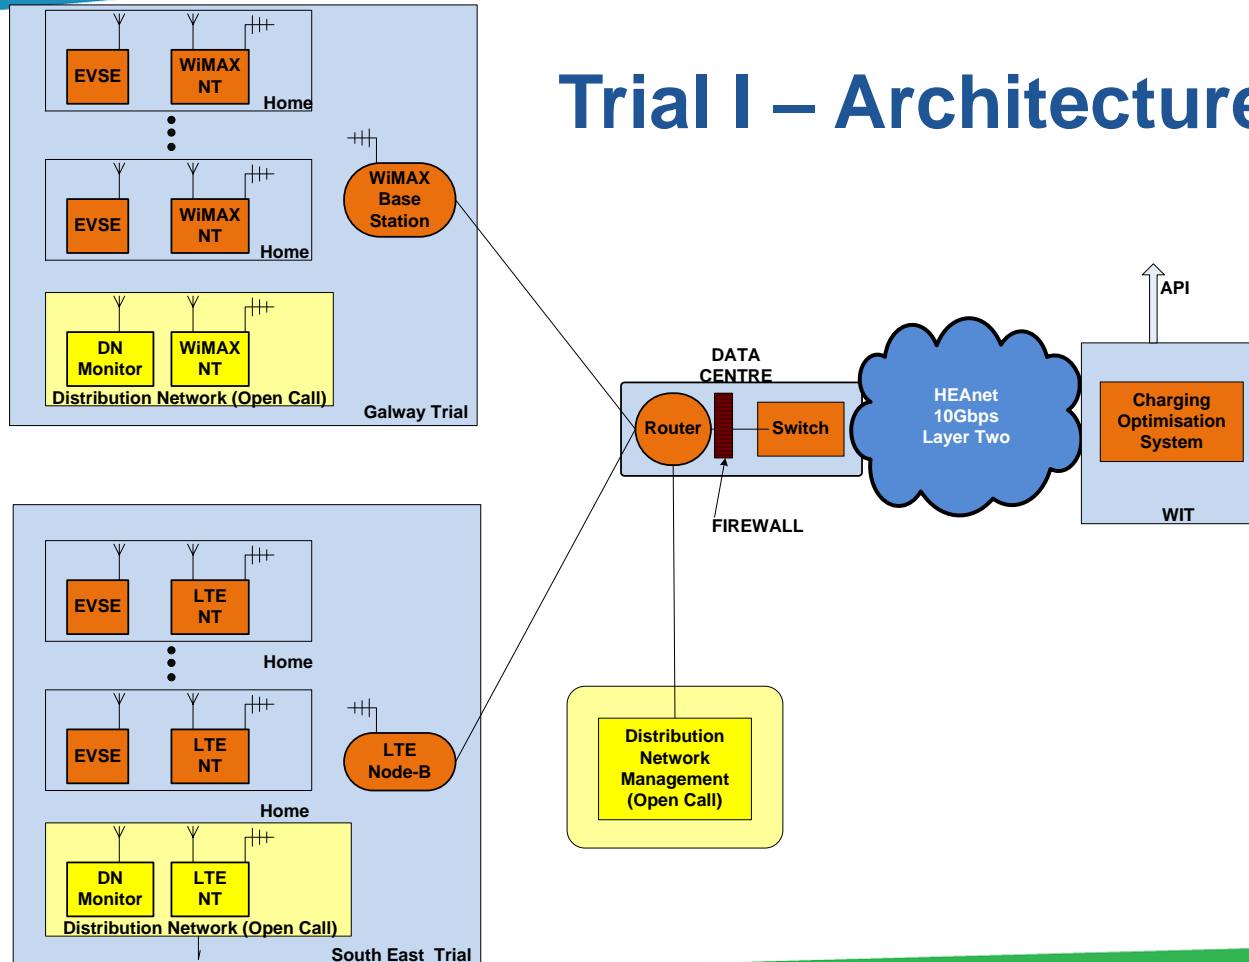 Trial I – Architecture
EVSE
WiMAX
NT
Home
EVSE
WiMAX
NT
Home
WiMAX
Base
Station
DN
Monitor
WiMAX
NT
Distribution Network (Open Call)
Galway Trial
API
DATA
CENTRE
Router
Switch
FIREWALL
HEAnet
10Gbps
Layer Two
Charging
Optimisation
System
WIT
EVSE
LTE
NT
Home
EVSE
LTE
NT
Home
LTE
Node-B
DN
Monitor
LTE
NT
Distribution Network (Open Call)
South East Trial
Distribution
Network
Management
(Open Call)